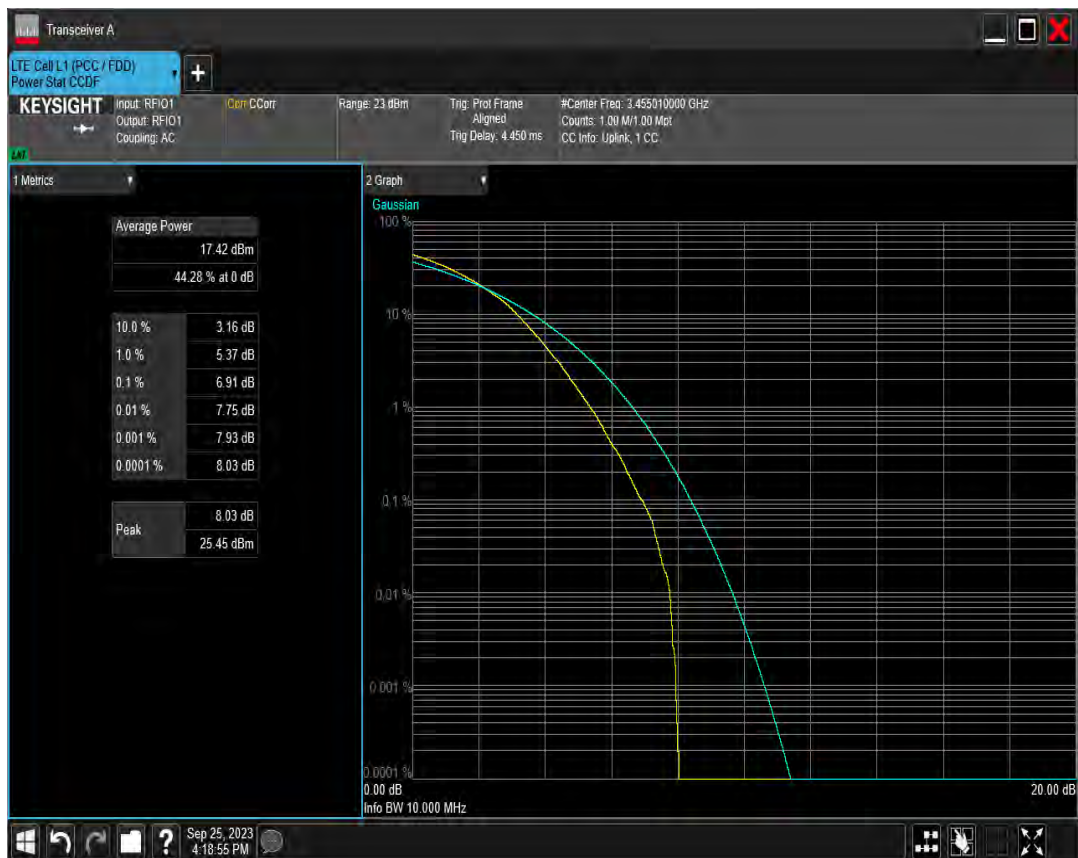 Transceiver A
LTE Cell L1 (PCC / FDD)
Power Stat CCDF
+
KEYSIGHT
Input: RFIO1
Output: RFIO1
Coupling: AC
Corr CCorr
Range: 23 dBm
Trig: Prot Frame
Aligned
Trig Delay: 4.450 ms
#Center Freq: 3.455010000 GHz
Counts: 1.00 M/1.00 Mpt
CC Info: Uplink, 1 CC
1 Metrics
Average Power
17.42 dBm
44.28 % at 0 dB
10.0 % 3.16 dB
1.0 % 5.37 dB
0.1 % 6.91 dB
0.01 % 7.75 dB
0.001 % 7.93 dB
0.0001 % 8.03 dB
Peak
8.03 dB
25.45 dBm
2 Graph
Gaussian
100 %
10 %
1 %
0.1 %
0.01 %
0.001 %
0.0001 %
0.00 dB 20.00 dB
Info BW 10.000 MHz
?
Sep 25, 2023
4:18:55 PM